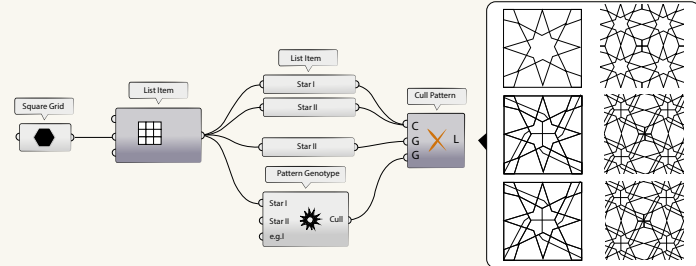 Square Grid
List Item
List Item
Star I
Star II
Star II
Pattern Genotype
Star I
Star II
e.g.I
Cull
Cull Pattern
C
G
G
L